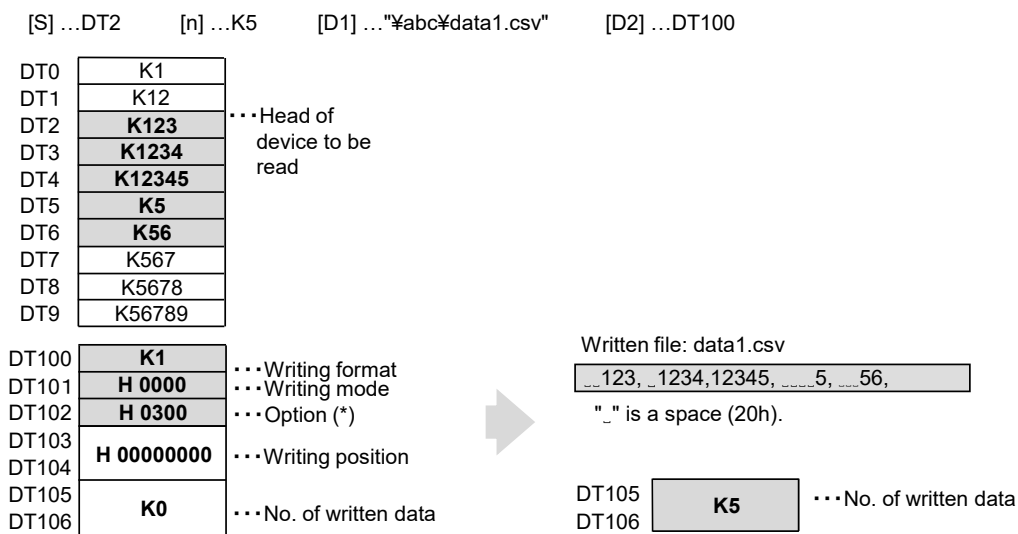 [S] …DT2 [n] …K5 [D1] …"¥abc¥data1.csv" [D2] …DT100
DT0 K1
DT1 K12
DT2 K123 ･･･Head of
device to be
read
DT3 K1234
DT4 K12345
DT5 K5
DT6 K56
DT7 K567
DT8 K5678
DT9 K56789
DT100 K1 ･･･Writing format
DT101 H 0000 ･･･Writing mode
DT102 H 0300 ･･･Option (*)
DT103
DT104 H 00000000 ･･･Writing position
DT105
DT106 K0 ･･･No. of written data
Written file: data1.csv
␣␣123, ␣1234,12345, ␣␣␣␣5, ␣␣␣56,
"␣" is a space (20h).
DT105
DT106 K5 ･･･No. of written data